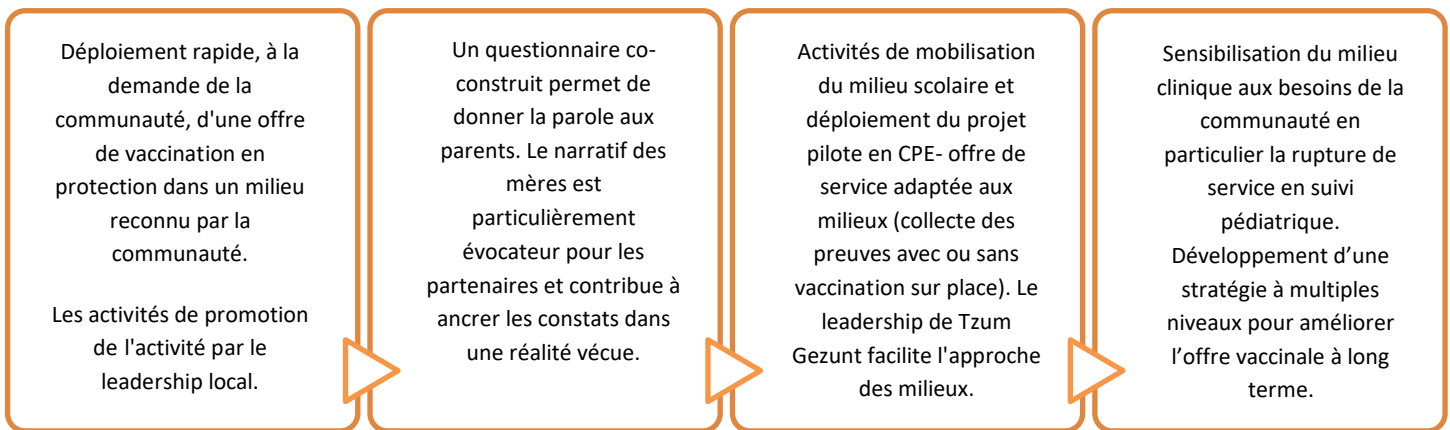 Déploiement rapide, à la
demande de la
communauté, d'une offre
de vaccination en
protection dans un milieu
reconnu par la
communauté.
Les activités de promotion
de l'activité par le
leadership local.
Un questionnaire co-
construit permet de
donner la parole aux
parents. Le narratif des
mères est
particulièrement
évocateur pour les
partenaires et contribue à
ancrer les constats dans
une réalité vécue.
Activités de mobilisation
du milieu scolaire et
déploiement du projet
pilote en CPE- offre de
service adaptée aux
milieux (collecte des
preuves avec ou sans
vaccination sur place). Le
leadership de Tzum
Gezunt facilite l'approche
des milieux.
Sensibilisation du milieu
clinique aux besoins de la
communauté en
particulier la rupture de
service en suivi
pédiatrique.
Développement d’une
stratégie à multiples
niveaux pour améliorer
l’offre vaccinale à long
terme.